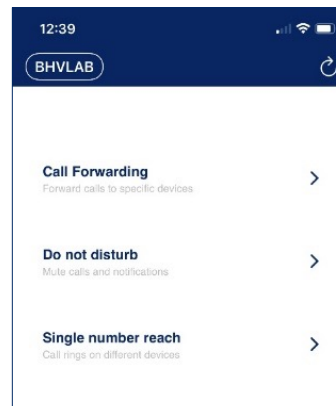 12:39
BHVLAB
Call Forwarding
Forward calls to specific devices
Do not disturb
Mute calls and notifications
Single number reach
Call rings on different devices